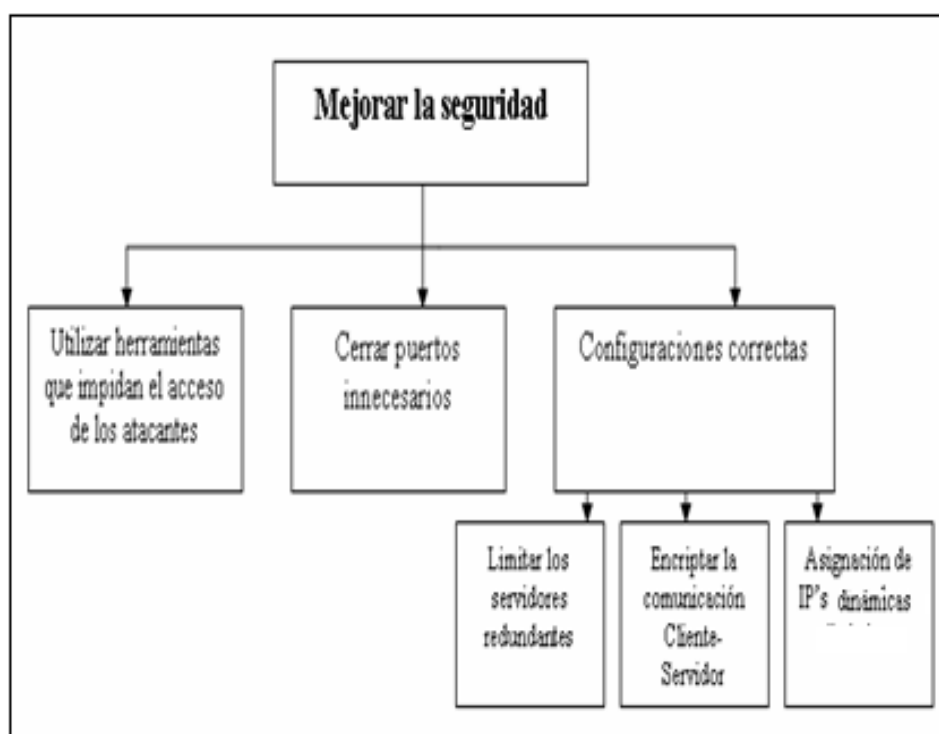 Mejorar la seguridad
Utilizar herramientas
que impidan el acceso
de los atacantes
Cerrar puertos
innecesarios
Configuraciones correctas
Limitar los
servidores
redundantes
Encriptar la
comunicación
Cliente-
Servidor
Asignación de
IP's dinámicas